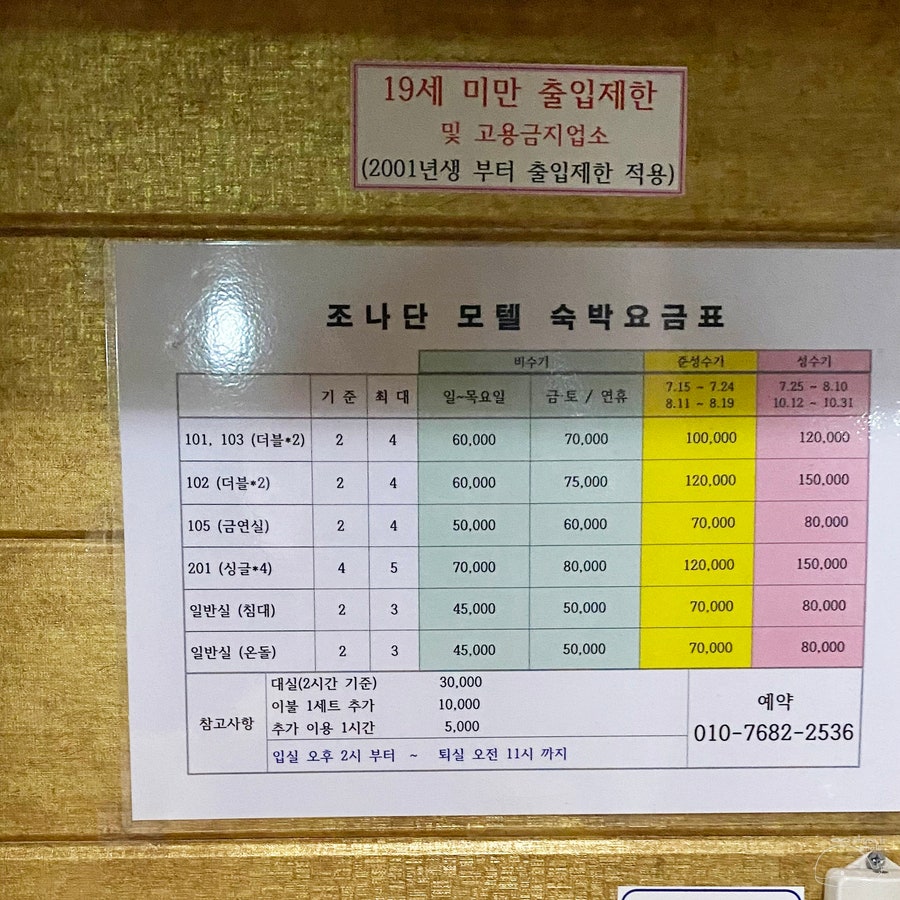 19세 미만 출입제한
및 고용금지업소
(2001년생 부터 출입제한 적용)
조나단 모텔 숙박요금표
비수기 준성수기 성수기
기 준 최 대 일~목요일 금·토 / 연휴 7.15 ~ 7.24 7.25 ~ 8.10
8.11 ~ 8.19 10.12 ~ 10.31
101, 103 (더블*2) 2 4 60,000 70,000 100,000 120,000
102 (더블*2) 2 4 60,000 75,000 120,000 150,000
105 (금연실) 2 4 50,000 60,000 70,000 80,000
201 (싱글*4) 4 5 70,000 80,000 120,000 150,000
일반실 (침대) 2 3 45,000 50,000 70,000 80,000
일반실 (온돌) 2 3 45,000 50,000 70,000 80,000
참고사항
대실(2시간 기준) 30,000
이불 1세트 추가 10,000
추가 이용 1시간 5,000
입실 오후 2시 부터 ~ 퇴실 오전 11시 까지
예약
010-7682-2536